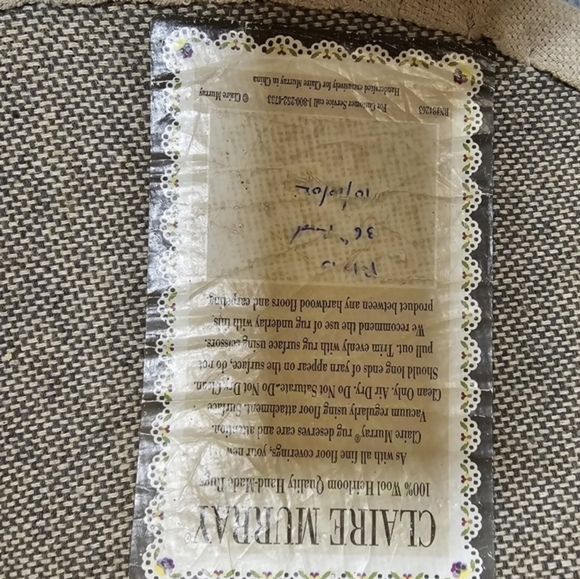 CLAIRE MURRAY®
100% Wool Heirloom Quality Hand-Made Rugs
As with all fine floor coverings, your new
Claire Murray® rug deserves care and attention.
Vacuum regularly using floor attachment. Surface
Clean Only. Air Dry. Do Not Saturate. Do Not Dry Clean.
Should long ends of yarn appear on the surface, do not
pull out. Trim evenly with rug surface using scissors.
We recommend the use of rug underlay with this
product between any hardwood floors and carpeting.
36"
10/10/02
RN#94263 For Customer Service call 1-800-252-4733 © Claire Murray
Handcrafted exclusively for Claire Murray in China